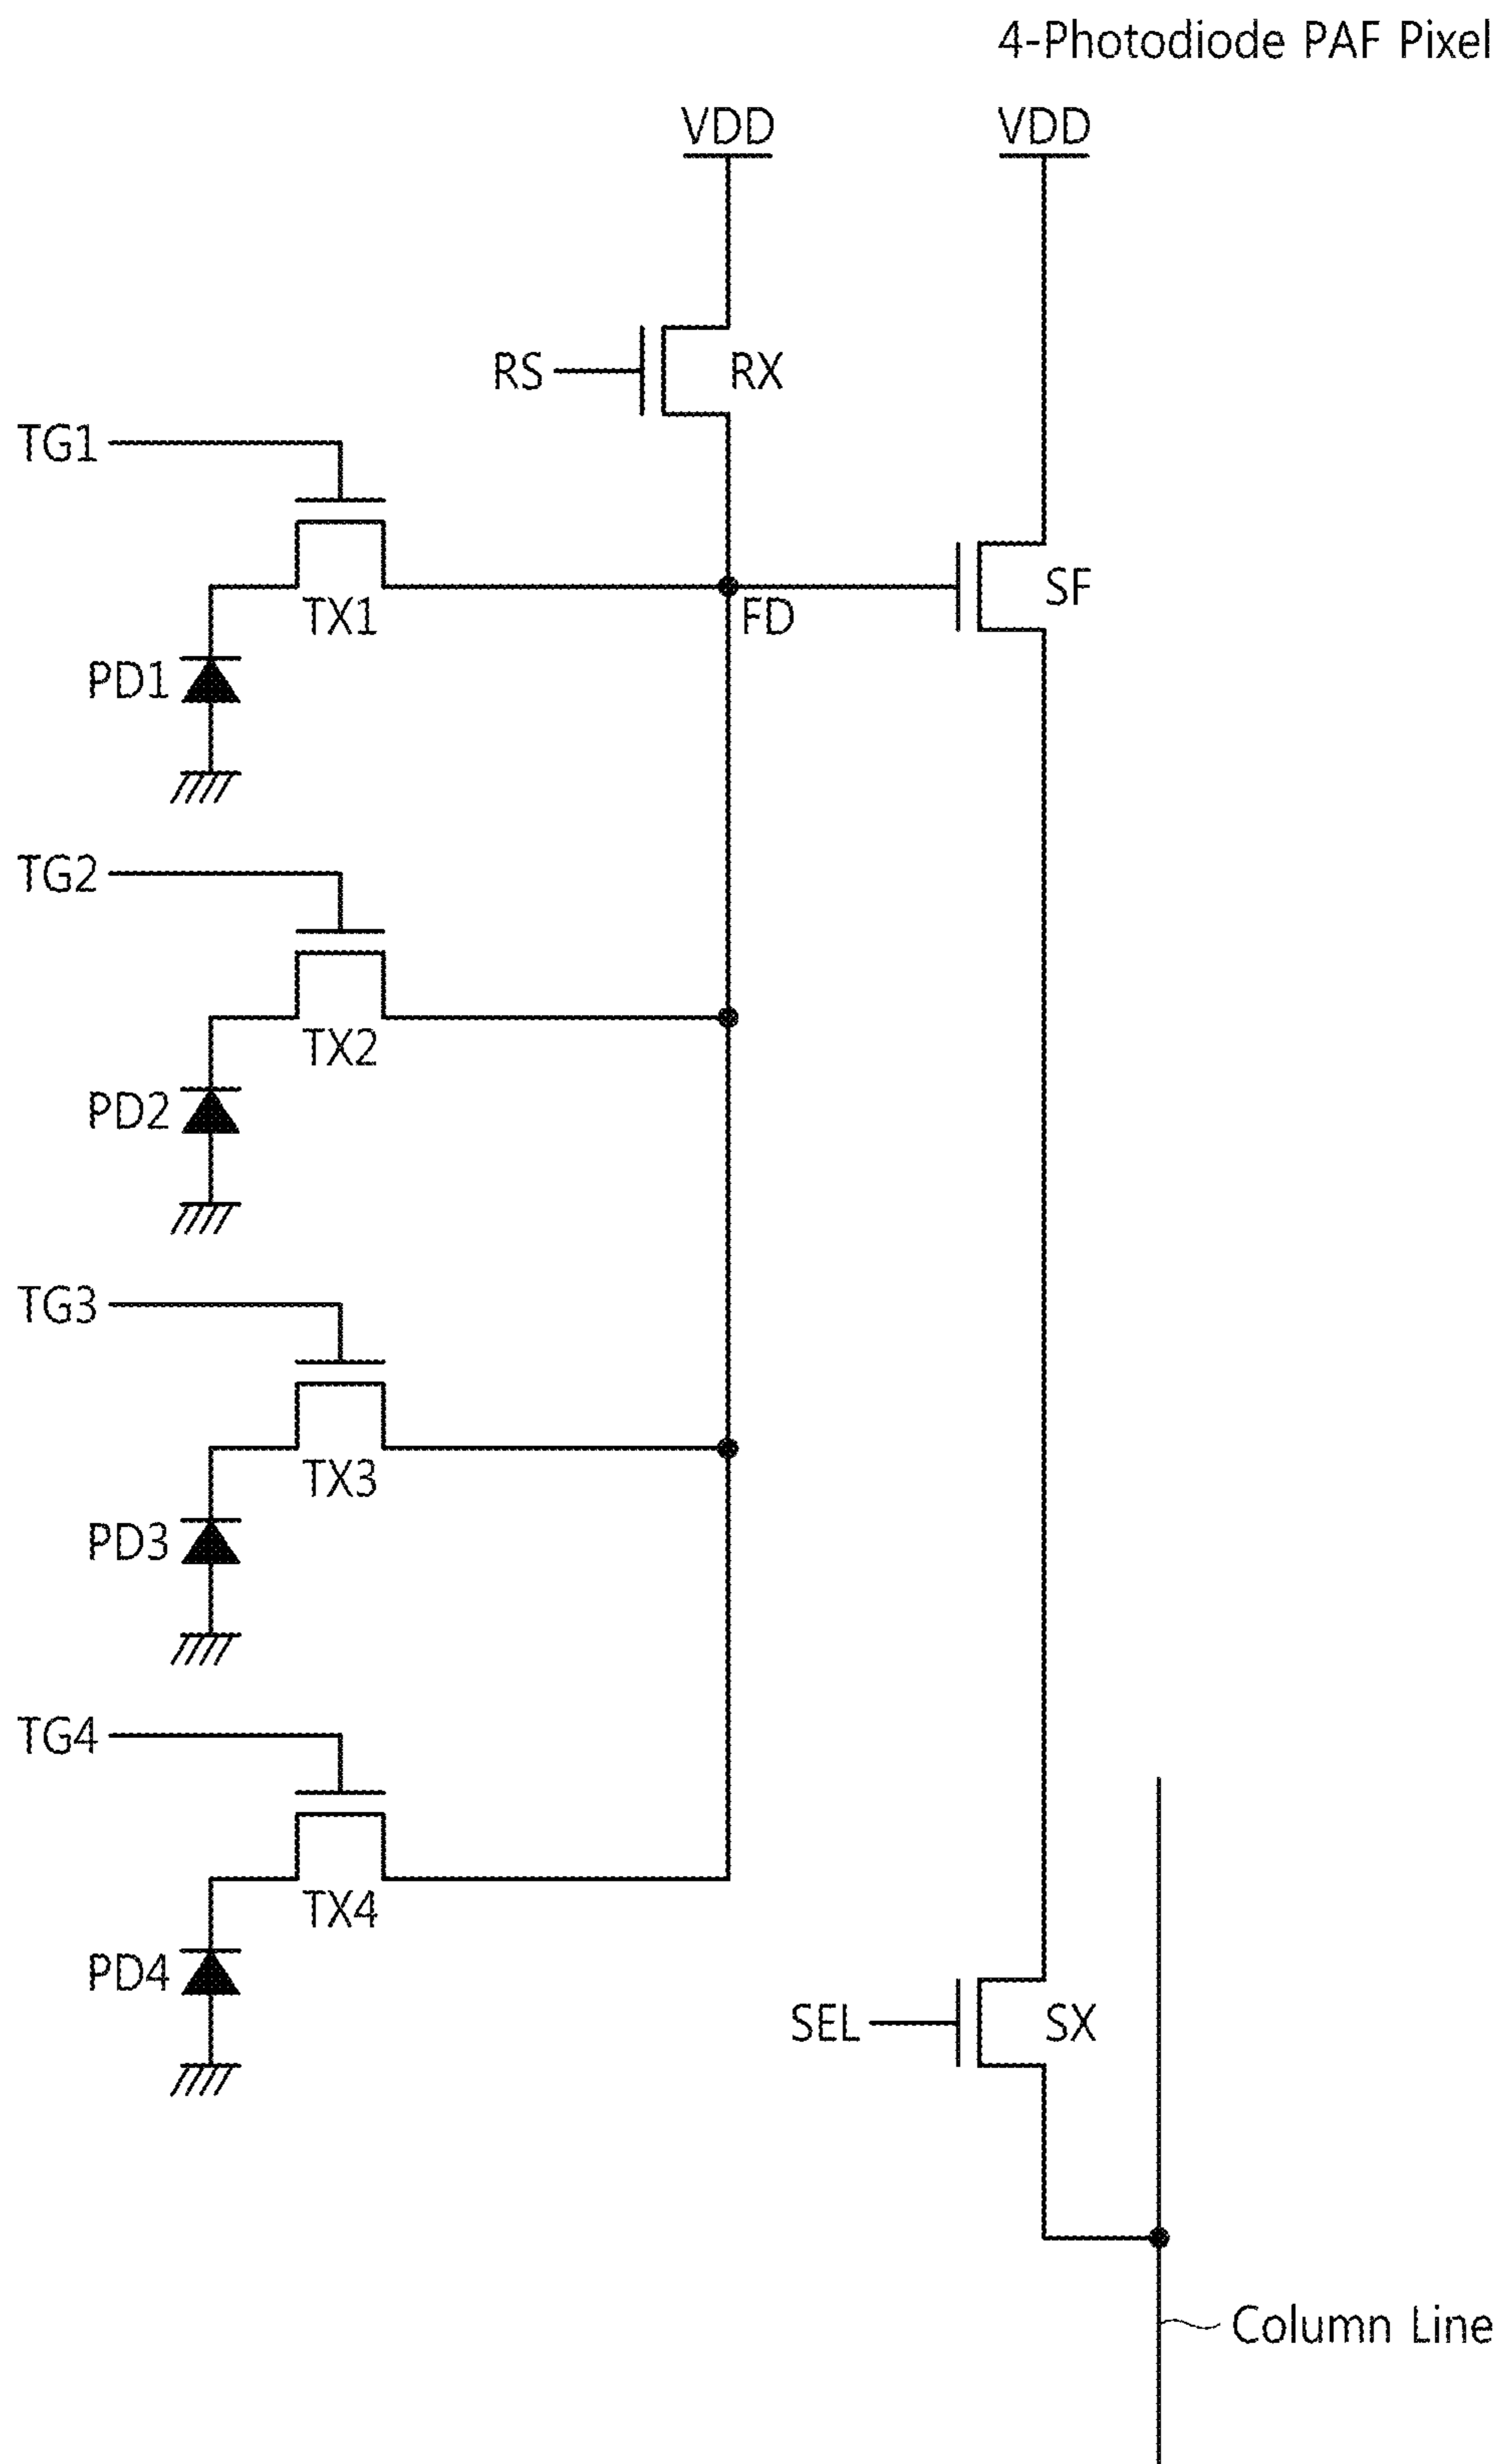 4-Photodiode PAF Pixel
VDD
VDD
RS
RX
TG1
TX1
FD
SF
PD1
TG2
TX2
PD2
TG3
TX3
PD3
TG4
TX4
PD4
SEL
SX
Column Line